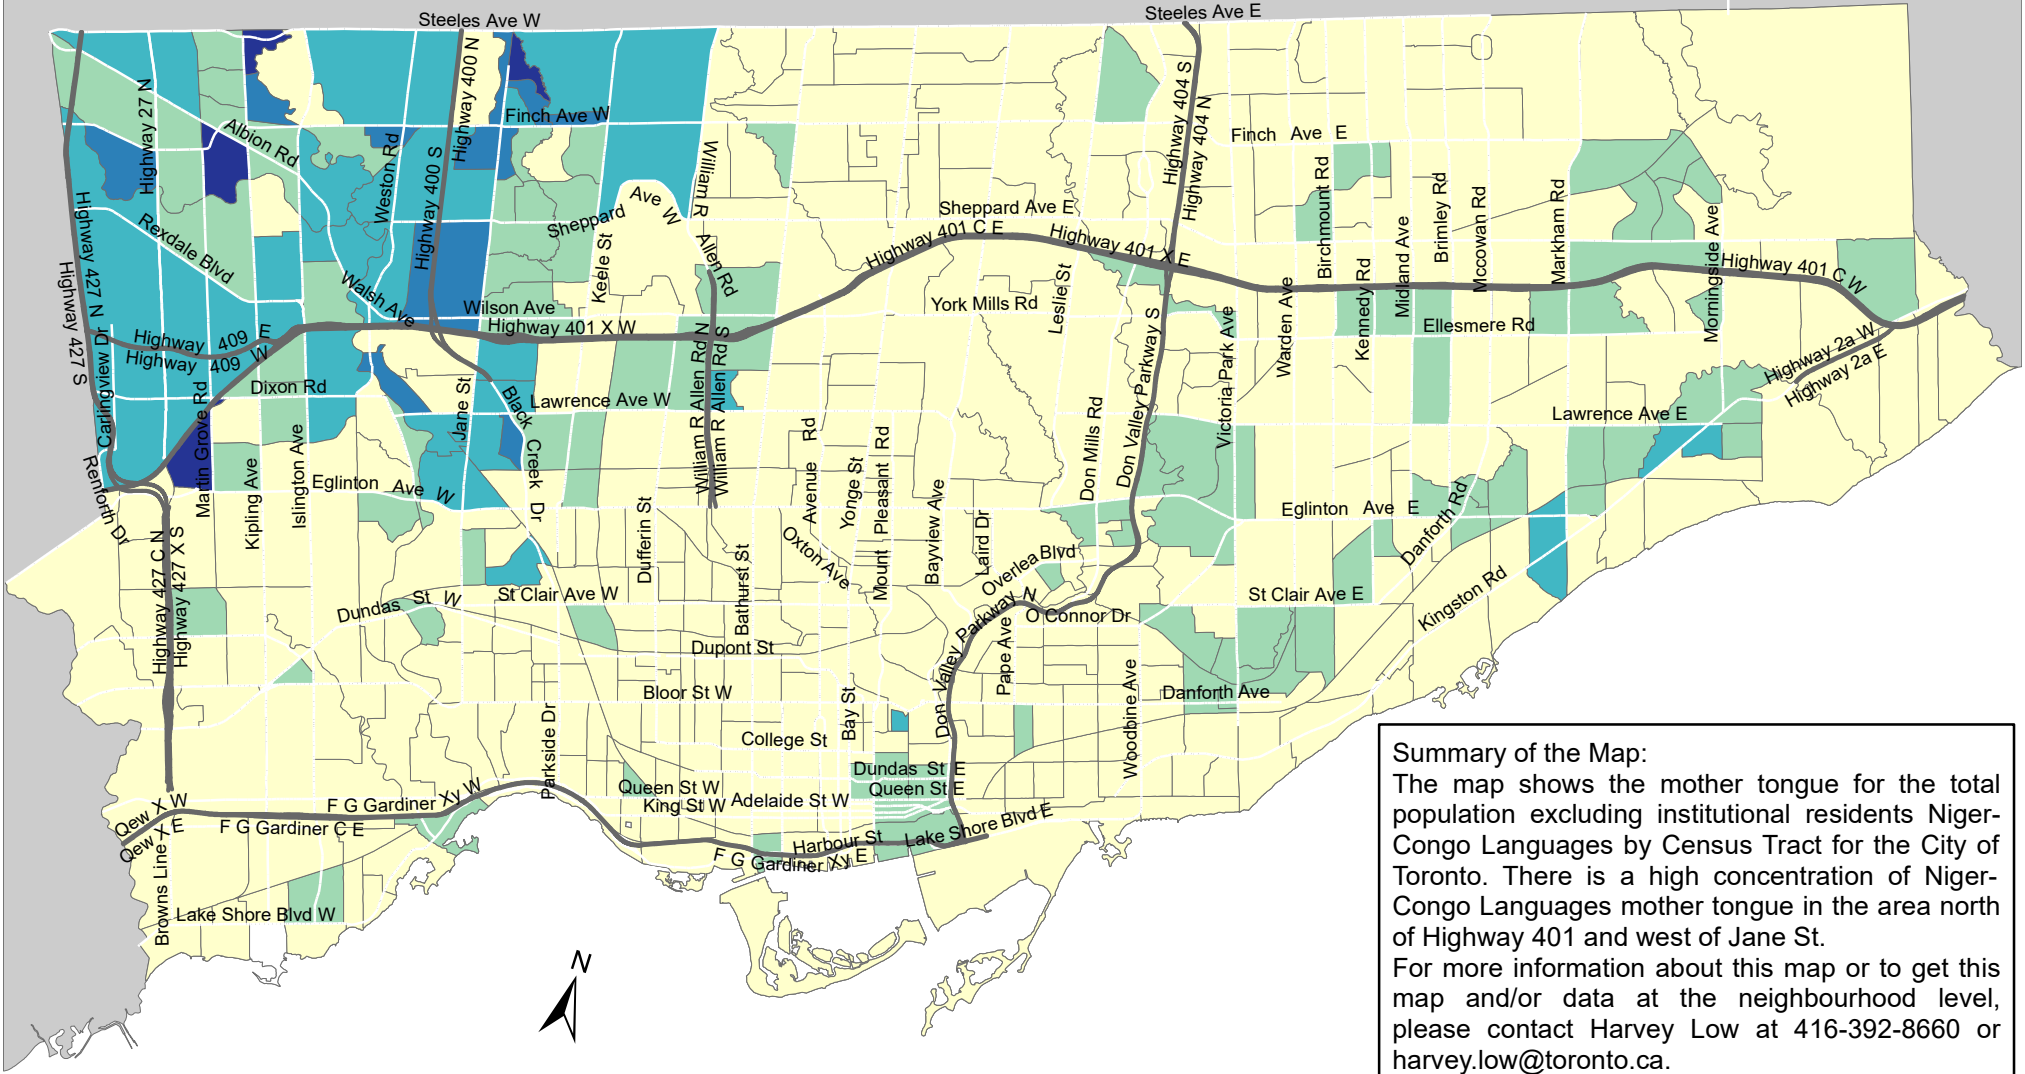 Steeles Ave W
Steeles Ave E
Highway 400 N
Highway 404 S
Highway 404 N
Highway 27 N
Finch Ave W
Finch Ave E
Albion Rd
Weston Rd
Highway 400 S
William R
Allen Rd
Birchmount Rd
Brimley Rd
Mccowan Rd
Markham Rd
Midland Ave
Morningside Ave
Highway 427 N
Rexdale Blvd
Sheppard Ave W
Sheppard Ave E
Keele St
Highway 401 C E
Highway 401 X E
Highway 401 C W
Highway 427 S
Walsh Ave
Wilson Ave
Highway 401 X W
York Mills Rd
Leslie St
Warden Ave
Kennedy Rd
Ellesmere Rd
Highway 409 E
Highway 409 W
Highway 427 S
Carlingview Dr
Martin Grove Rd
Dixon Rd
Jane St
Black Creek Dr
Lawrence Ave W
William R Allen Rd N
William R Allen Rd S
Don Valley Parkway S
Victoria Park Ave
Highway 2a W
Highway 2a E
Lawrence Ave E
Renforth Dr
Kipling Ave
Islington Ave
Eglinton Ave W
Avenue Rd
Yonge St
Mount Pleasant Rd
Bayview Ave
Laird Dr
Don Mills Rd
Eglinton Ave E
Danforth Rd
Highway 427 C N
Highway 427 X S
Dufferin St
Bathurst St
Oxton Ave
Overlea Blvd
Dundas St W
St Clair Ave W
St Clair Ave E
Kingston Rd
O Connor Dr
Don Valley Parkway N
Pape Ave
Dupont St
Bloor St W
Danforth Ave
Woodbine Ave
Bay St
Parkside Dr
College St
Dundas St E
Queen St W
Queen St E
King St W
Adelaide St W
Qew X W
Qew X E
F G Gardiner Xy W
F G Gardiner C E
Harbour St
Lake Shore Blvd E
F G Gardiner Xy E
Browns Line
Lake Shore Blvd W
N
Summary of the Map:
The map shows the mother tongue for the total
population excluding institutional residents Niger-
Congo Languages by Census Tract for the City of
Toronto. There is a high concentration of Niger-
Congo Languages mother tongue in the area north
of Highway 401 and west of Jane St.
For more information about this map or to get this
map and/or data at the neighbourhood level,
please contact Harvey Low at 416-392-8660 or
harvey.low@toronto.ca.